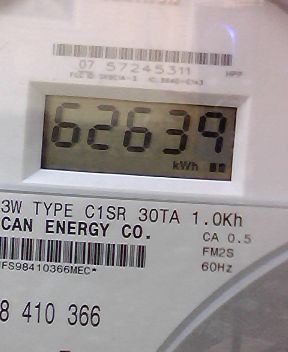 07 57245311 HPP
62639
kWh
3W TYPE C1SR 30TA 1.0Kh
CAN ENERGY CO.
CA 0.5
FM2S
60Hz
FS98410366MEC*
8 410 366